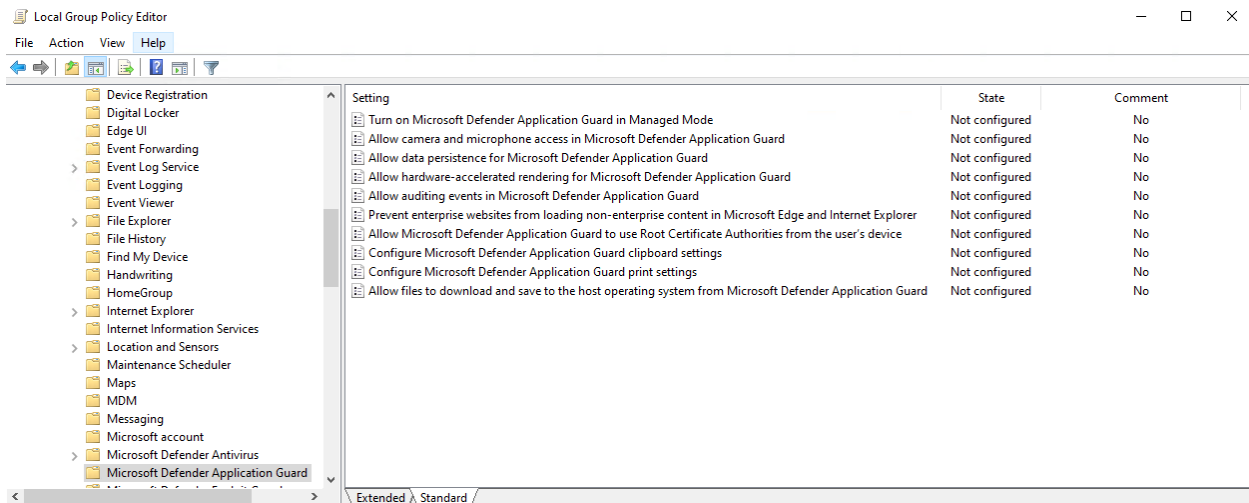 Local Group Policy Editor
File Action View Help
Device Registration
Digital Locker
Edge UI
Event Forwarding
Event Log Service
Event Logging
Event Viewer
File Explorer
File History
Find My Device
Handwriting
HomeGroup
Internet Explorer
Internet Information Services
Location and Sensors
Maintenance Scheduler
Maps
MDM
Messaging
Microsoft account
Microsoft Defender Antivirus
Microsoft Defender Application Guard
Setting State Comment
Turn on Microsoft Defender Application Guard in Managed Mode Not configured No
Allow camera and microphone access in Microsoft Defender Application Guard Not configured No
Allow data persistence for Microsoft Defender Application Guard Not configured No
Allow hardware-accelerated rendering for Microsoft Defender Application Guard Not configured No
Allow auditing events in Microsoft Defender Application Guard Not configured No
Prevent enterprise websites from loading non-enterprise content in Microsoft Edge and Internet Explorer Not configured No
Allow Microsoft Defender Application Guard to use Root Certificate Authorities from the user's device Not configured No
Configure Microsoft Defender Application Guard clipboard settings Not configured No
Configure Microsoft Defender Application Guard print settings Not configured No
Allow files to download and save to the host operating system from Microsoft Defender Application Guard Not configured No
Extended Standard